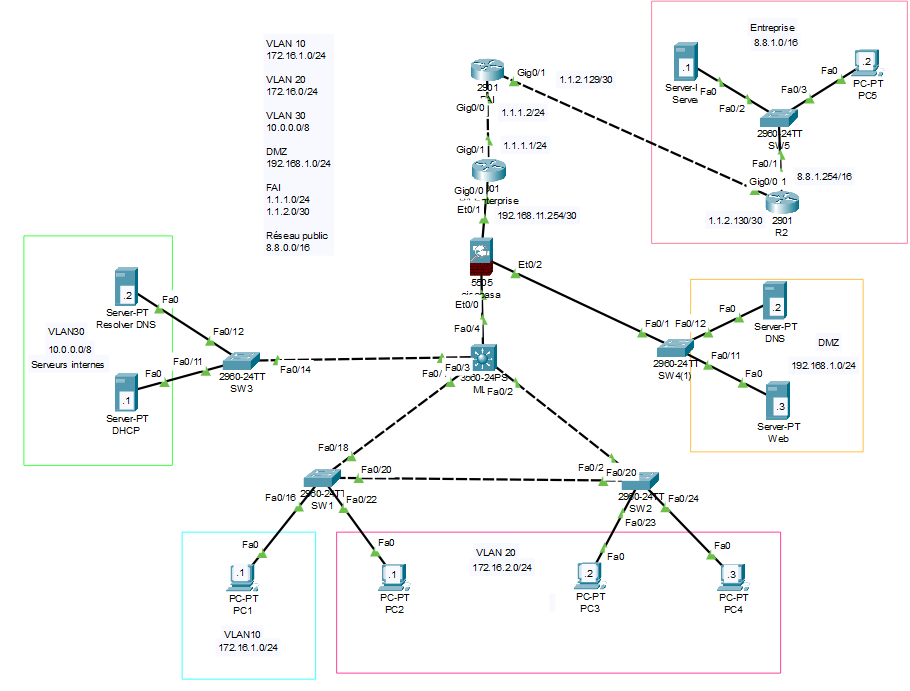 VLAN 10
172.16.1.0/24
VLAN 20
172.16.0/24
VLAN 30
10.0.0.0/8
DMZ
192.168.1.0/24
FAI
1.1.1.0/24
1.1.2.0/30
Réseau public
8.8.0.0/16
Gig0/1
1.1.2.129/30
2901
Gig0/0
1.1.1.2/24
Gig0/1
1.1.1.1/24
Gig0/0
Et0/1
192.168.11.254/30
5505
Et0/2
Et0/0
Fa0/4
Entreprise
8.8.1.0/16
.1
Fa0
Fa0/2
.2
Fa0
PC-PT
PC5
Fa0/3
2960-24TT
SW5
Fa0/1
Gig0/0
8.8.1.254/16
1.1.2.130/30
2901
R2
VLAN30
10.0.0.0/8
Serveurs internes
.2
Fa0
Server-PT
Resolver DNS
Fa0/12
Fa0/11
Fa0
.1
Server-PT
DHCP
2960-24TT
SW3
Fa0/14
Fa0/3
3560-24PS
Fa0/2
Fa0/1
Fa0/12
Fa0
.2
Server-PT
DNS
2960-24TT
SW4(1)
Fa0/11
Fa0
.3
Server-PT
Web
DMZ
192.168.1.0/24
Fa0/18
Fa0/20
2960-24TT
SW1
Fa0/16
Fa0/22
Fa0/2
Fa0/20
2960-24TT
SW2
Fa0/24
Fa0/23
Fa0
.1
PC-PT
PC1
VLAN10
172.16.1.0/24
Fa0
.1
PC-PT
PC2
VLAN 20
172.16.2.0/24
Fa0
.2
PC-PT
PC3
Fa0
.3
PC-PT
PC4